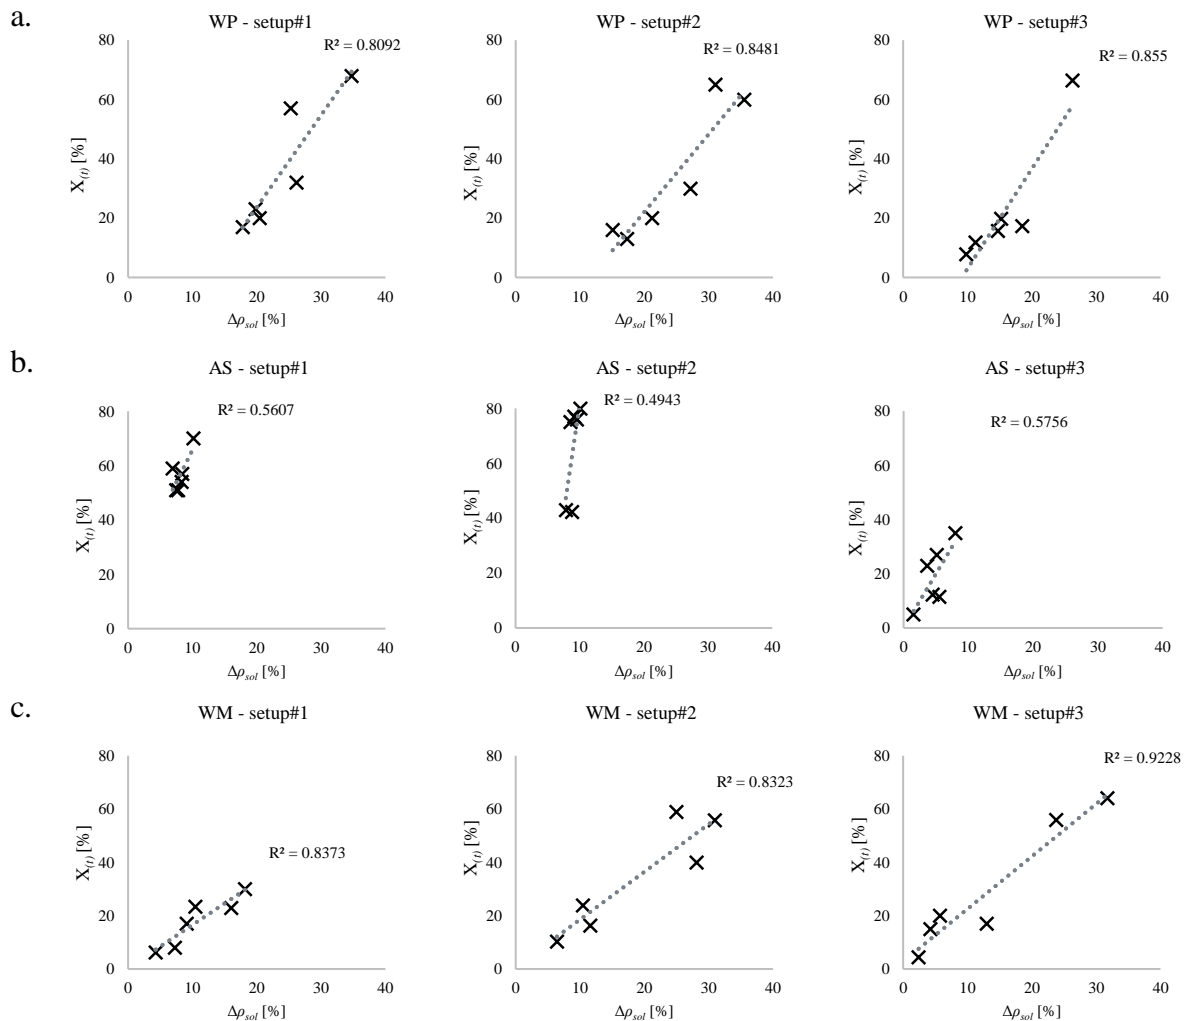 a.
WP - setup#1
R² = 0.8092
80
60
40
20
0
X(t) [%]
0 10 20 30 40
Δρsol [%]
WP - setup#2
R² = 0.8481
80
60
40
20
0
X(t) [%]
0 10 20 30 40
Δρsol [%]
WP - setup#3
R² = 0.855
80
60
40
20
0
X(t) [%]
0 10 20 30 40
Δρsol [%]
b.
AS - setup#1
R² = 0.5607
80
60
40
20
0
X(t) [%]
0 10 20 30 40
Δρsol [%]
AS - setup#2
R² = 0.4943
80
60
40
20
0
X(t) [%]
0 10 20 30 40
Δρsol [%]
AS - setup#3
R² = 0.5756
80
60
40
20
0
X(t) [%]
0 10 20 30 40
Δρsol [%]
c.
WM - setup#1
R² = 0.8373
80
60
40
20
0
X(t) [%]
0 10 20 30 40
Δρsol [%]
WM - setup#2
R² = 0.8323
80
60
40
20
0
X(t) [%]
0 10 20 30 40
Δρsol [%]
WM - setup#3
R² = 0.9228
80
60
40
20
0
X(t) [%]
0 10 20 30 40
Δρsol [%]